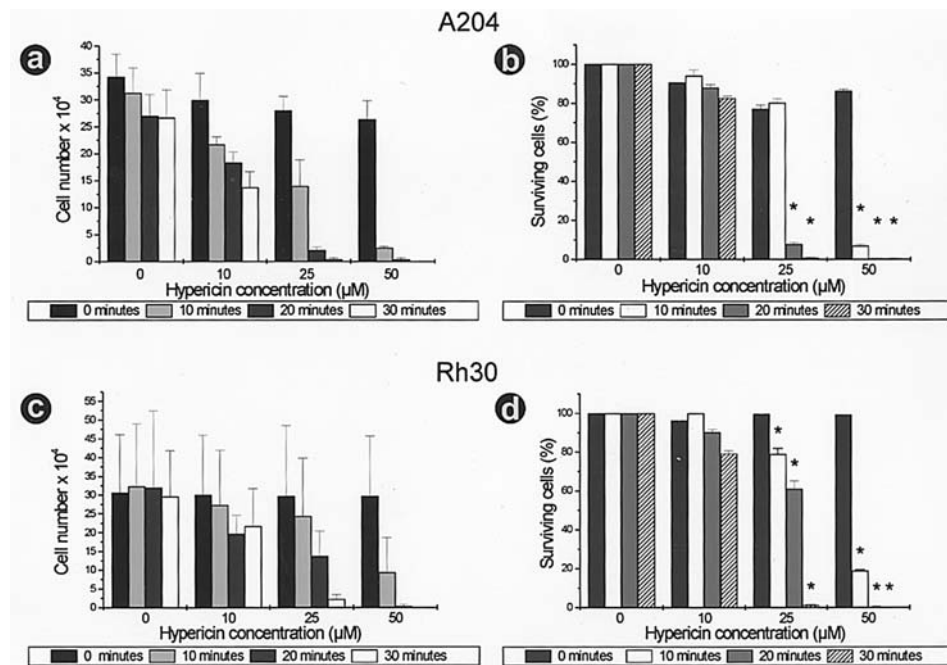 A204
a
Cell number x 10⁴
40
35
30
25
20
15
10
5
0
0 10 25 50
Hypericin concentration (µM)
0 minutes 10 minutes 20 minutes 30 minutes
b
Surviving cells (%)
100
80
60
40
20
0
* * * * *
0 10 25 50
Hypericin concentration (µM)
0 minutes 10 minutes 20 minutes 30 minutes
Rh30
c
Cell number x 10⁴
55
50
45
40
35
30
25
20
15
10
5
0
0 10 25 50
Hypericin concentration (µM)
0 minutes 10 minutes 20 minutes 30 minutes
d
Surviving cells (%)
100
80
60
40
20
0
* * * * * *
0 10 25 50
Hypericin concentration (µM)
0 minutes 10 minutes 20 minutes 30 minutes